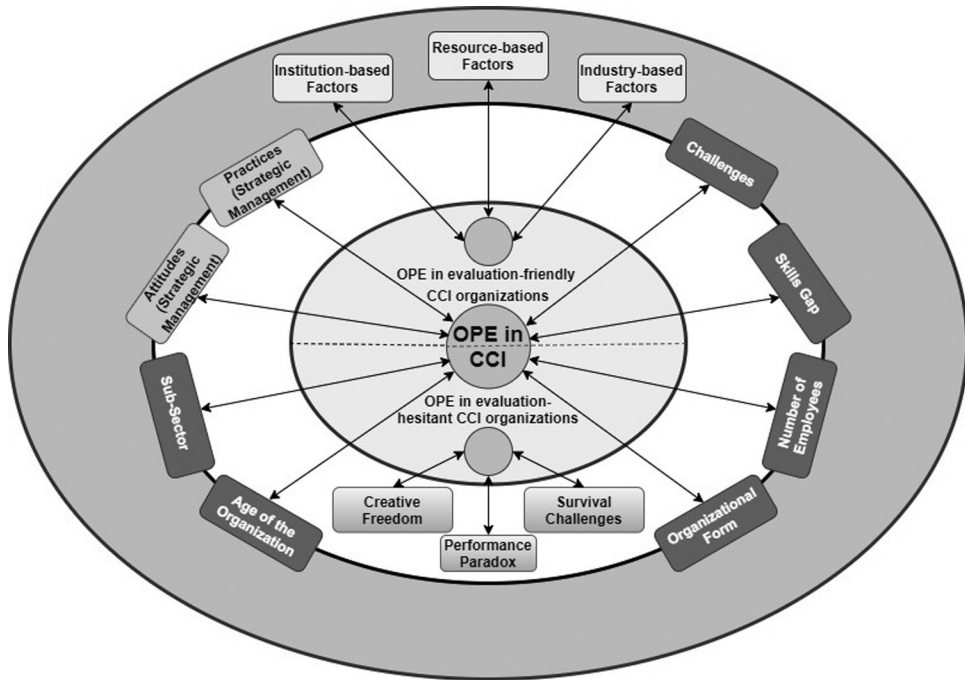 Resource-based
Factors
Institution-based
Factors
Industry-based
Factors
Practices
(Strategic
Management)
Challenges
Attitudes
(Strategic
Management)
Skills Gap
OPE in evaluation-friendly
CCI organizations
OPE in
CCI
OPE in evaluation-
hesitant CCI organizations
Sub-Sector
Number of
Employees
Age of the
Organization
Creative
Freedom
Performance
Paradox
Survival
Challenges
Organizational
Form